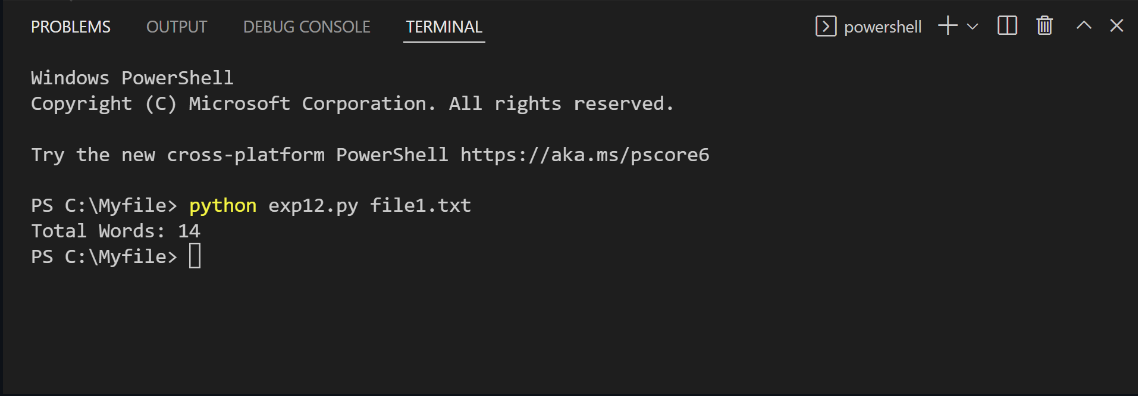 PROBLEMS OUTPUT DEBUG CONSOLE TERMINAL powershell
Windows PowerShell
Copyright (C) Microsoft Corporation. All rights reserved.
Try the new cross-platform PowerShell https://aka.ms/pscore6
PS C:\Myfile> python exp12.py file1.txt
Total Words: 14
PS C:\Myfile>